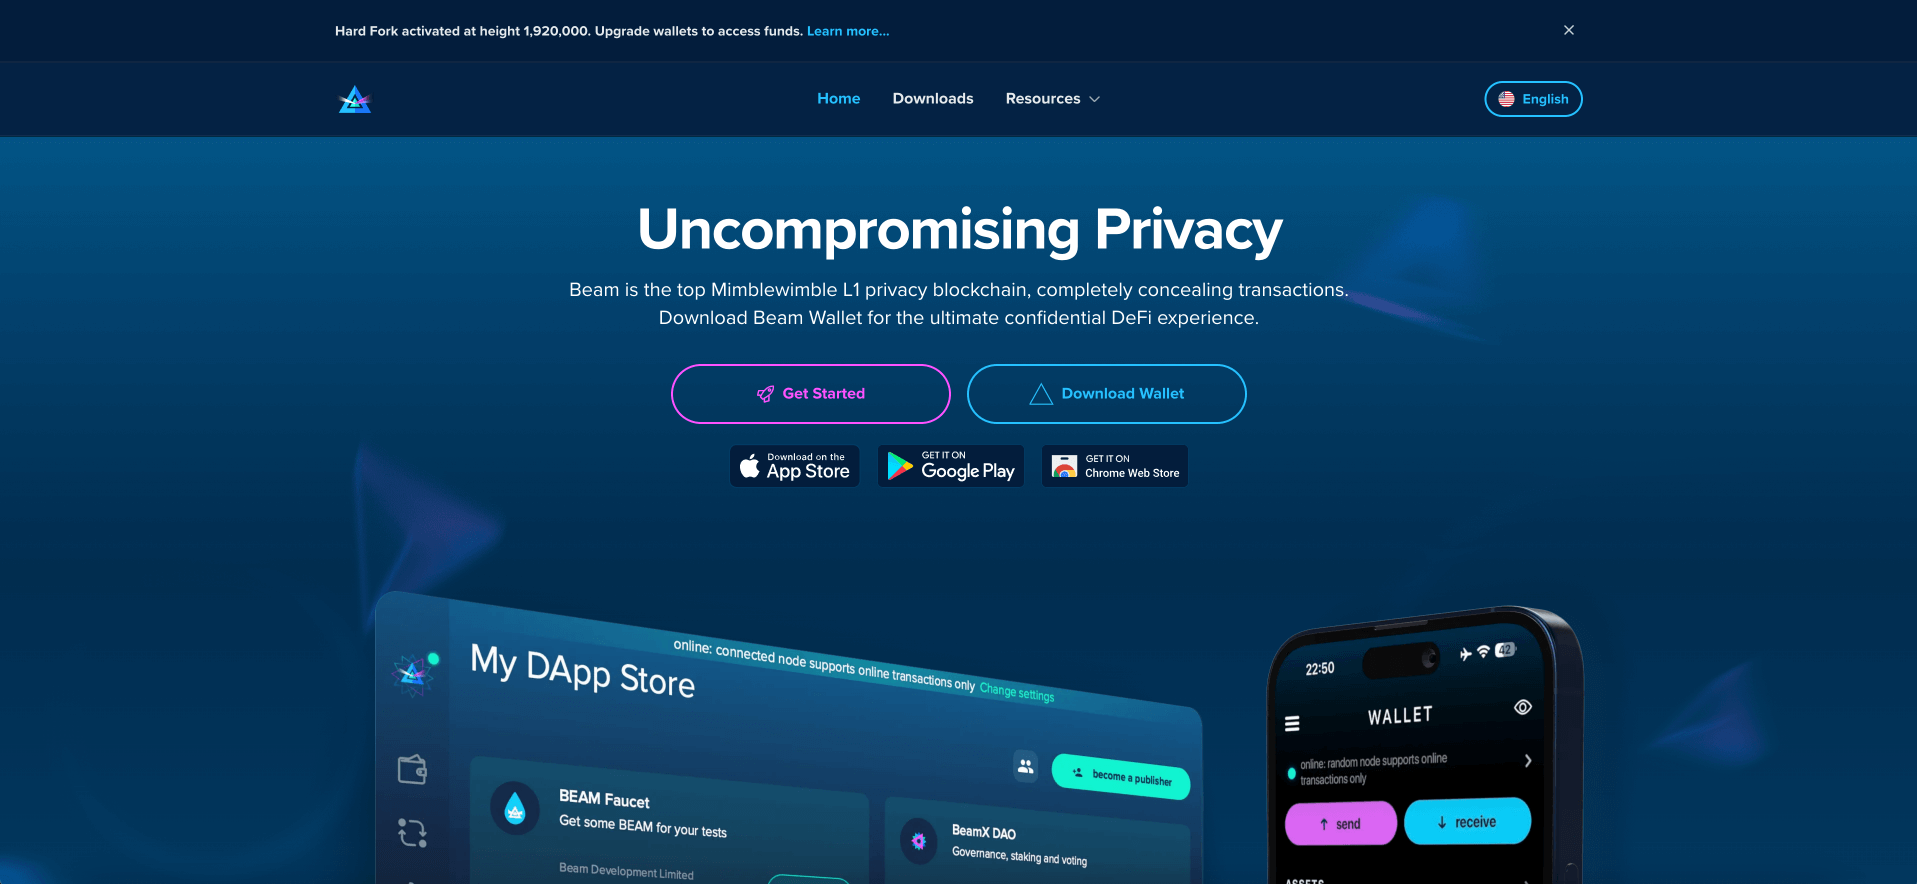 Hard Fork activated at height 1,920,000. Upgrade wallets to access funds. Learn more...
Home
Downloads
Resources
English
Uncompromising Privacy
Beam is the top Mimblewimble L1 privacy blockchain, completely concealing transactions.
Download Beam Wallet for the ultimate confidential DeFi experience.
Get Started
Download Wallet
Download on the
App Store
GET IT ON
Google Play
GET IT ON
Chrome Web Store
online: connected node supports online transactions only Change settings
My DApp Store
become a publisher
BEAM Faucet
Get some BEAM for your tests
Beam Development Limited
BeamX DAO
Governance, staking and voting
22:50
42
WALLET
online: random node supports online
transactions only
send
receive
ASSETS